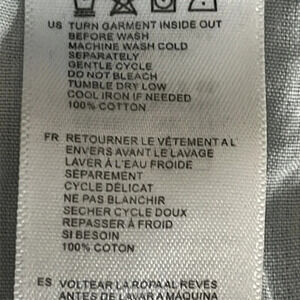 US TURN GARMENT INSIDE OUT
BEFORE WASH
MACHINE WASH COLD
SEPARATELY
GENTLE CYCLE
DO NOT BLEACH
TUMBLE DRY LOW
COOL IRON IF NEEDED
100% COTTON
FR RETOURNER LE VÊTEMENT A L'
ENVERS AVANT LE LAVAGE
LAVER À L'EAU FROIDE
SÉPAREMENT
CYCLE DÉLICAT
NE PAS BLANCHIR
SECHER CYCLE DOUX
REPASSER À FROID
SI BESOIN
100% COTON
ES VOLTEAR LA ROPA AL REVÉS
ANTES DE LAVAR A MÁQUINA